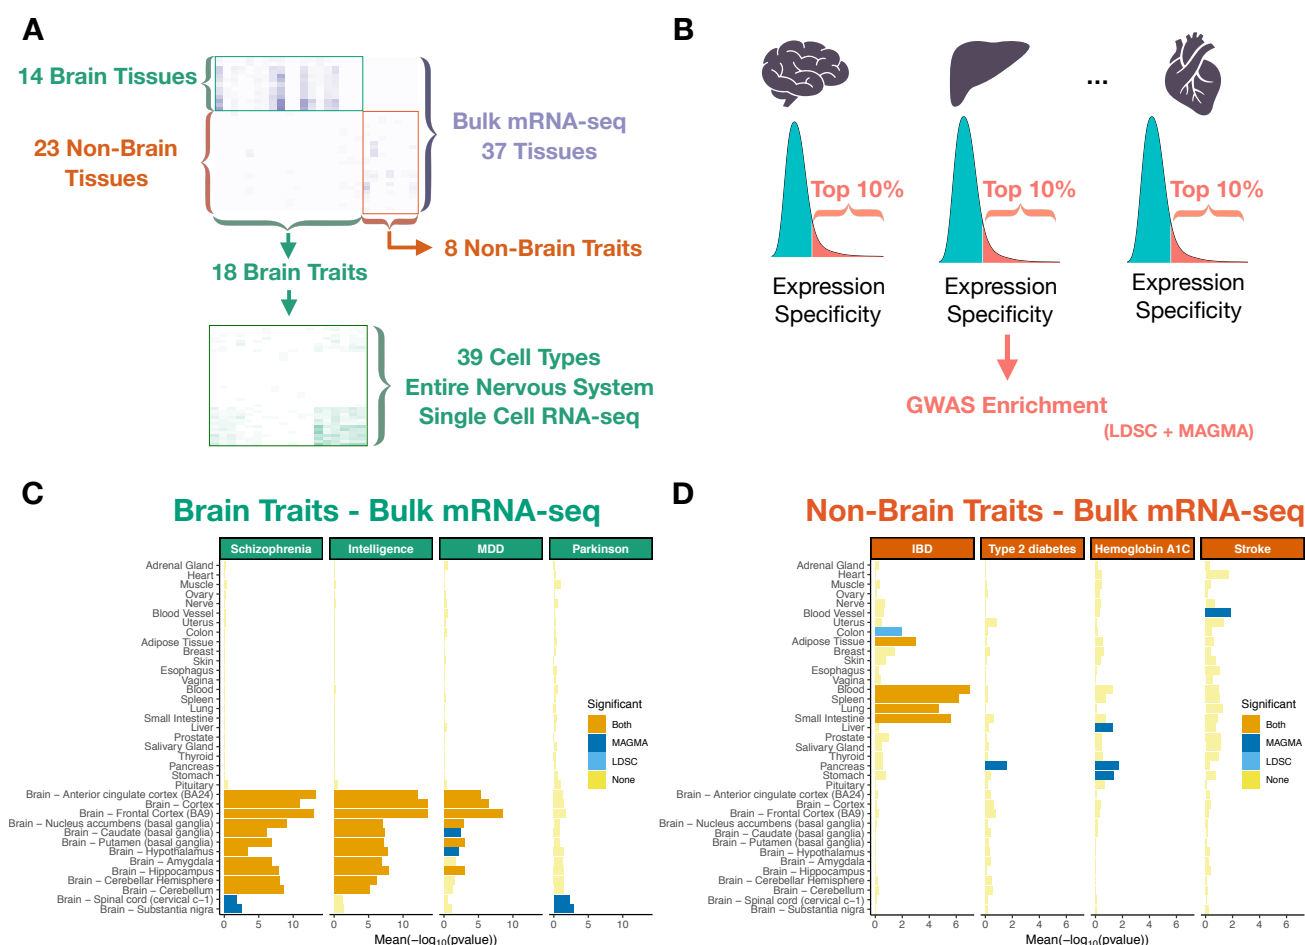 A
14 Brain Tissues
23 Non-Brain
Tissues
Bulk mRNA-seq
37 Tissues
8 Non-Brain Traits
18 Brain Traits
39 Cell Types
Entire Nervous System
Single Cell RNA-seq
B
...
Top 10%
Top 10%
Top 10%
Expression
Specificity
Expression
Specificity
Expression
Specificity
GWAS Enrichment
(LDSC + MAGMA)
C
Brain Traits - Bulk mRNA-seq
Schizophrenia
Intelligence
MDD
Parkinson
Adrenal Gland
Heart
Muscle
Ovary
Nerve
Blood Vessel
Uterus
Colon
Adipose Tissue
Breast
Skin
Esophagus
Vagina
Blood
Spleen
Lung
Small Intestine
Liver
Prostate
Salivary Gland
Thyroid
Pancreas
Stomach
Pituitary
Brain − Anterior cingulate cortex (BA24)
Brain − Cortex
Brain − Frontal Cortex (BA9)
Brain − Nucleus accumbens (basal ganglia)
Brain − Caudate (basal ganglia)
Brain − Putamen (basal ganglia)
Brain − Hypothalamus
Brain − Amygdala
Brain − Hippocampus
Brain − Cerebellar Hemisphere
Brain − Cerebellum
Brain − Spinal cord (cervical c−1)
Brain − Substantia nigra
0 5 10 0 5 10 0 5 10 0 5 10
Mean(−log10(pvalue))
Significant
Both
MAGMA
LDSC
None
D
Non-Brain Traits - Bulk mRNA-seq
IBD
Type 2 diabetes
Hemoglobin A1C
Stroke
Adrenal Gland
Heart
Muscle
Ovary
Nerve
Blood Vessel
Uterus
Colon
Adipose Tissue
Breast
Skin
Esophagus
Vagina
Blood
Spleen
Lung
Small Intestine
Liver
Prostate
Salivary Gland
Thyroid
Pancreas
Stomach
Pituitary
Brain − Anterior cingulate cortex (BA24)
Brain − Cortex
Brain − Frontal Cortex (BA9)
Brain − Nucleus accumbens (basal ganglia)
Brain − Caudate (basal ganglia)
Brain − Putamen (basal ganglia)
Brain − Hypothalamus
Brain − Amygdala
Brain − Hippocampus
Brain − Cerebellar Hemisphere
Brain − Cerebellum
Brain − Spinal cord (cervical c−1)
Brain − Substantia nigra
0 2 4 6 0 2 4 6 0 2 4 6 0 2 4 6
Mean(−log10(pvalue))
Significant
Both
MAGMA
LDSC
None